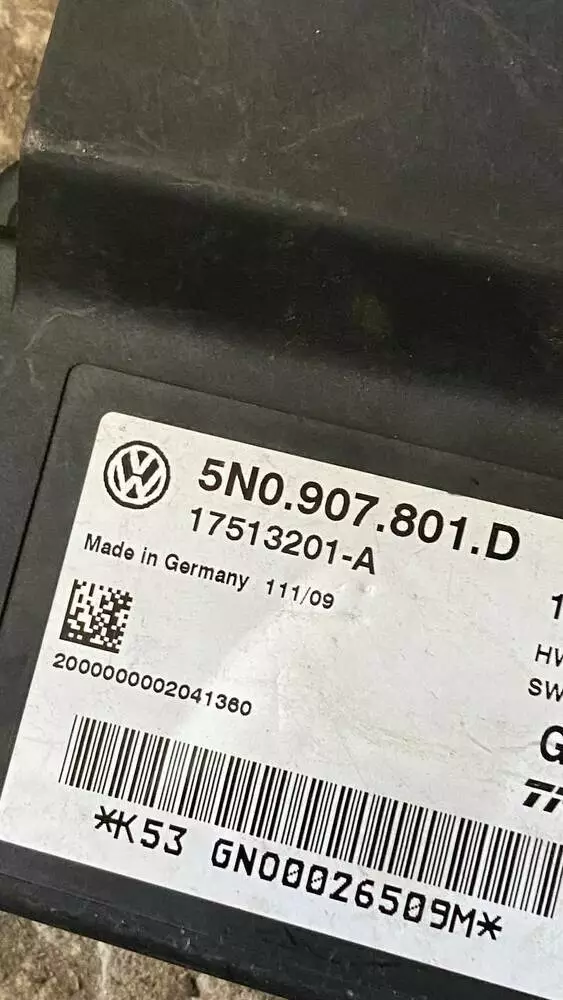 5N0.907.801.D
17513201-A
Made in Germany 111/09
2000000002041360
*K53 GN00026509M*
1
HW
SW
G